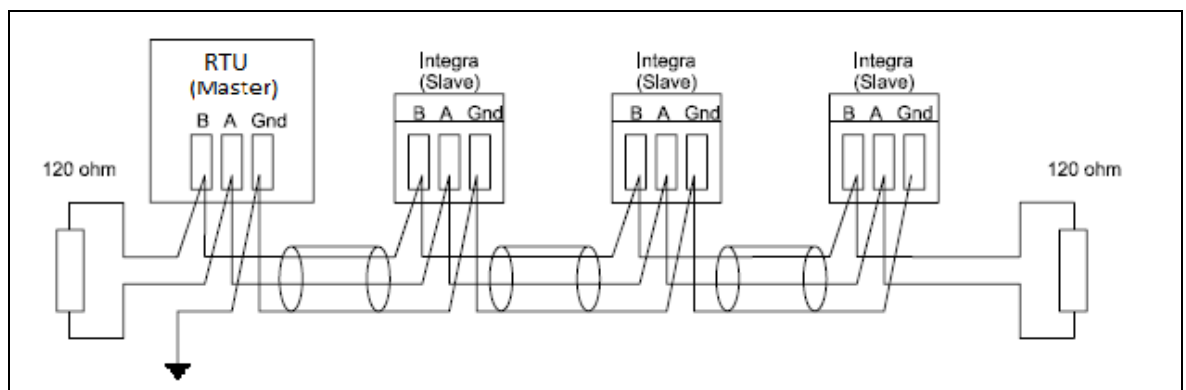 RTU
(Master)
B A Gnd
Integra
(Slave)
B A Gnd
Integra
(Slave)
B A Gnd
Integra
(Slave)
B A Gnd
120 ohm
120 ohm